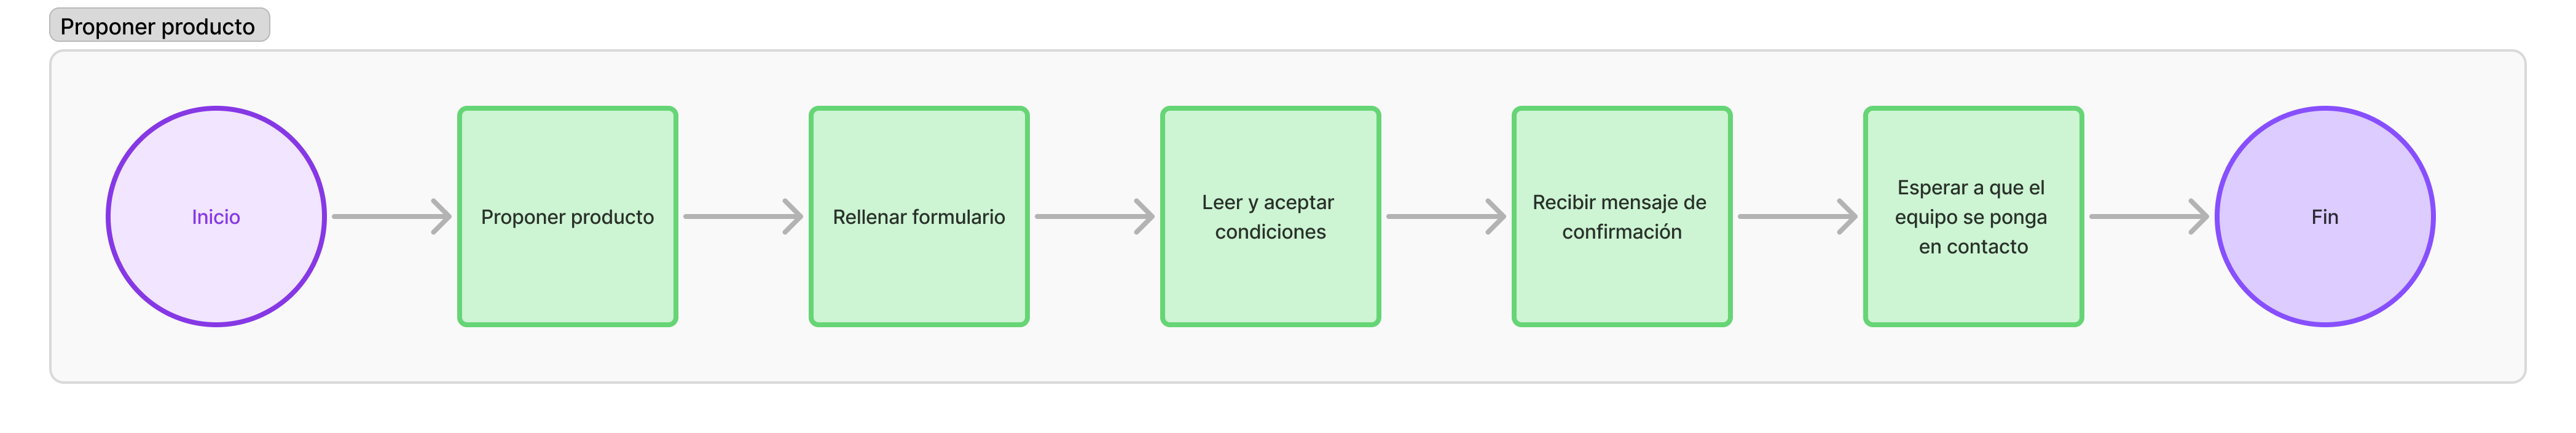 Proponer producto
Inicio
Proponer producto
Rellenar formulario
Leer y aceptar
condiciones
Recibir mensaje de
confirmación
Esperar a que el
equipo se ponga
en contacto
Fin